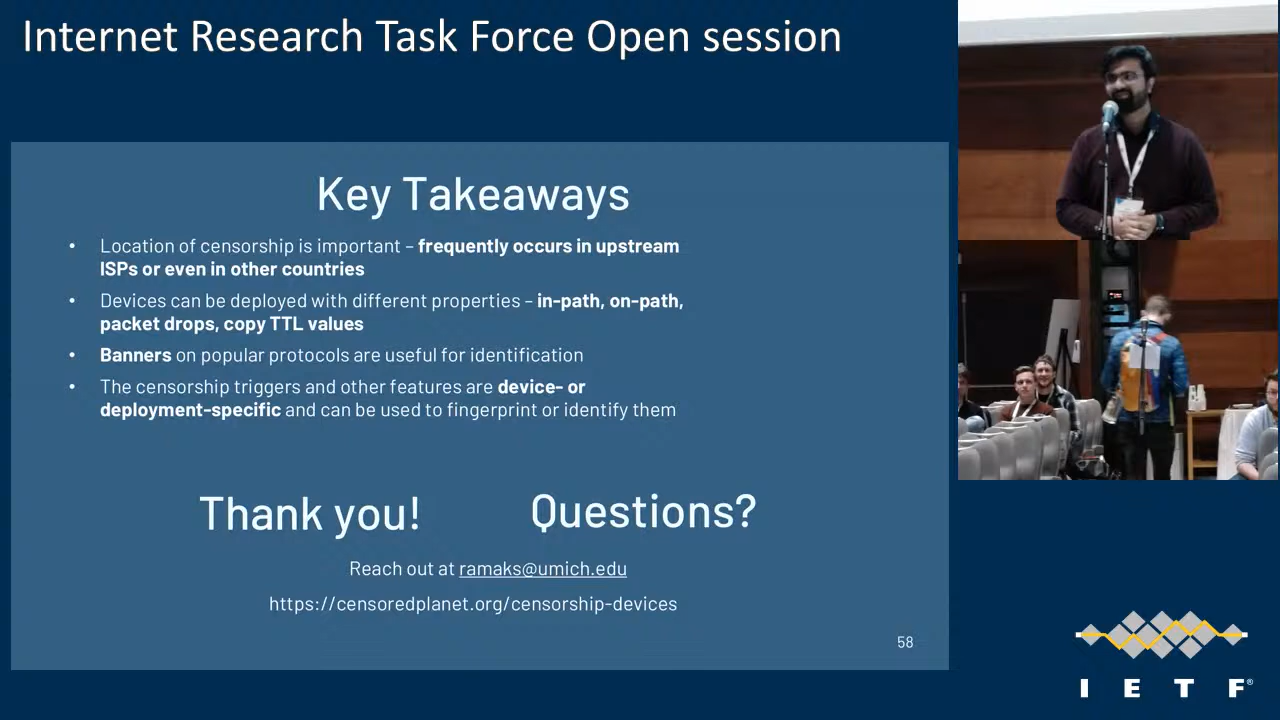 Internet Research Task Force Open session
Key Takeaways
• Location of censorship is important – frequently occurs in upstream
ISPs or even in other countries
• Devices can be deployed with different properties – in-path, on-path,
packet drops, copy TTL values
• Banners on popular protocols are useful for identification
• The censorship triggers and other features are device- or
deployment-specific and can be used to fingerprint or identify them
Thank you! Questions?
Reach out at ramaks@umich.edu
https://censoredplanet.org/censorship-devices
58
I E T F®